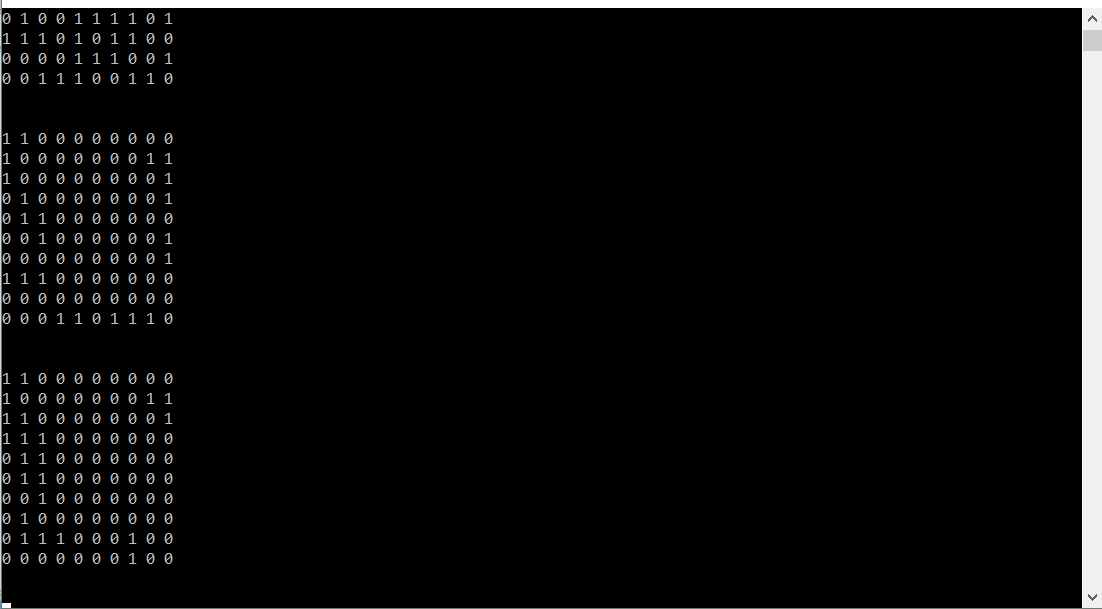 0 1 0 0 1 1 1 1 0 1
1 1 1 0 1 0 1 1 0 0
0 0 0 0 1 1 1 0 0 1
0 0 1 1 1 0 0 1 1 0
1 1 0 0 0 0 0 0 0 0
1 0 0 0 0 0 0 0 1 1
1 0 0 0 0 0 0 0 0 1
0 1 0 0 0 0 0 0 0 1
0 1 1 0 0 0 0 0 0 0
0 0 1 0 0 0 0 0 0 1
0 0 0 0 0 0 0 0 0 1
1 1 1 0 0 0 0 0 0 0
0 0 0 0 0 0 0 0 0 0
0 0 0 1 1 0 1 1 1 0
1 1 0 0 0 0 0 0 0 0
1 0 0 0 0 0 0 0 1 1
1 1 0 0 0 0 0 0 0 1
1 1 1 0 0 0 0 0 0 0
0 1 1 0 0 0 0 0 0 0
0 1 1 0 0 0 0 0 0 0
0 0 1 0 0 0 0 0 0 0
0 1 0 0 0 0 0 0 0 0
0 1 1 1 0 0 0 1 0 0
0 0 0 0 0 0 0 1 0 0